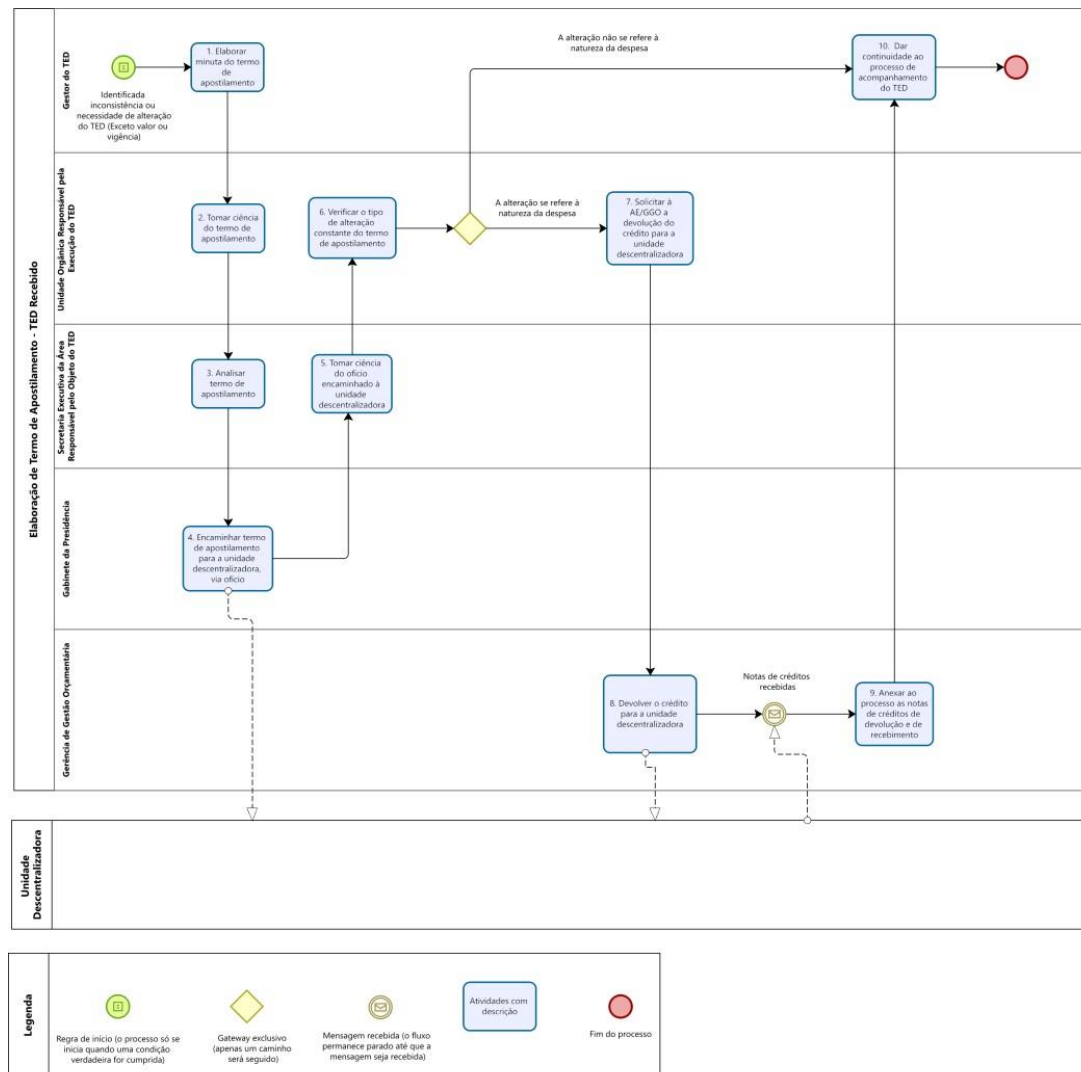 Elaboração de Termo de Apostilamento - TED Recebido
Gestor do TED
Identificada
inconsistência ou
necessidade de alteração
do TED (Exceto valor ou
vigência)
1. Elaborar
minuta do termo
de
apostilamento
A alteração não se refere à
natureza da despesa
10. Dar
continuidade ao
processo de
acompanhamento
do TED
Unidade Orgânica Responsável pela
Execução do TED
2. Tomar ciência
do termo de
apostilamento
6. Verificar o tipo
de alteração
constante do termo
de apostilamento
A alteração se refere à
natureza da despesa
7. Solicitar à
AE/GGO a
devolução do
crédito para a
unidade
descentralizadora
Secretaria Executiva da Área
Responsável pelo Objeto do TED
3. Analisar
termo de
apostilamento
5. Tomar ciência
do ofício
encaminhado à
unidade
descentralizadora
Gabinete da Presidência
4. Encaminhar termo
de apostilamento
para a unidade
descentralizadora,
via ofício
Gerência de Gestão Orçamentária
8. Devolver o crédito
para a unidade
descentralizadora
Notas de créditos
recebidas
9. Anexar ao
processo as notas
de créditos de
devolução e de
recebimento
Unidade
Descentralizadora
Legenda
Regra de início (o processo só se
inicia quando uma condição
verdadeira for cumprida)
Gateway exclusivo
(apenas um caminho
será seguido)
Mensagem recebida (o fluxo
permanece parado até que a
mensagem seja recebida)
Atividades com
descrição
Fim do processo